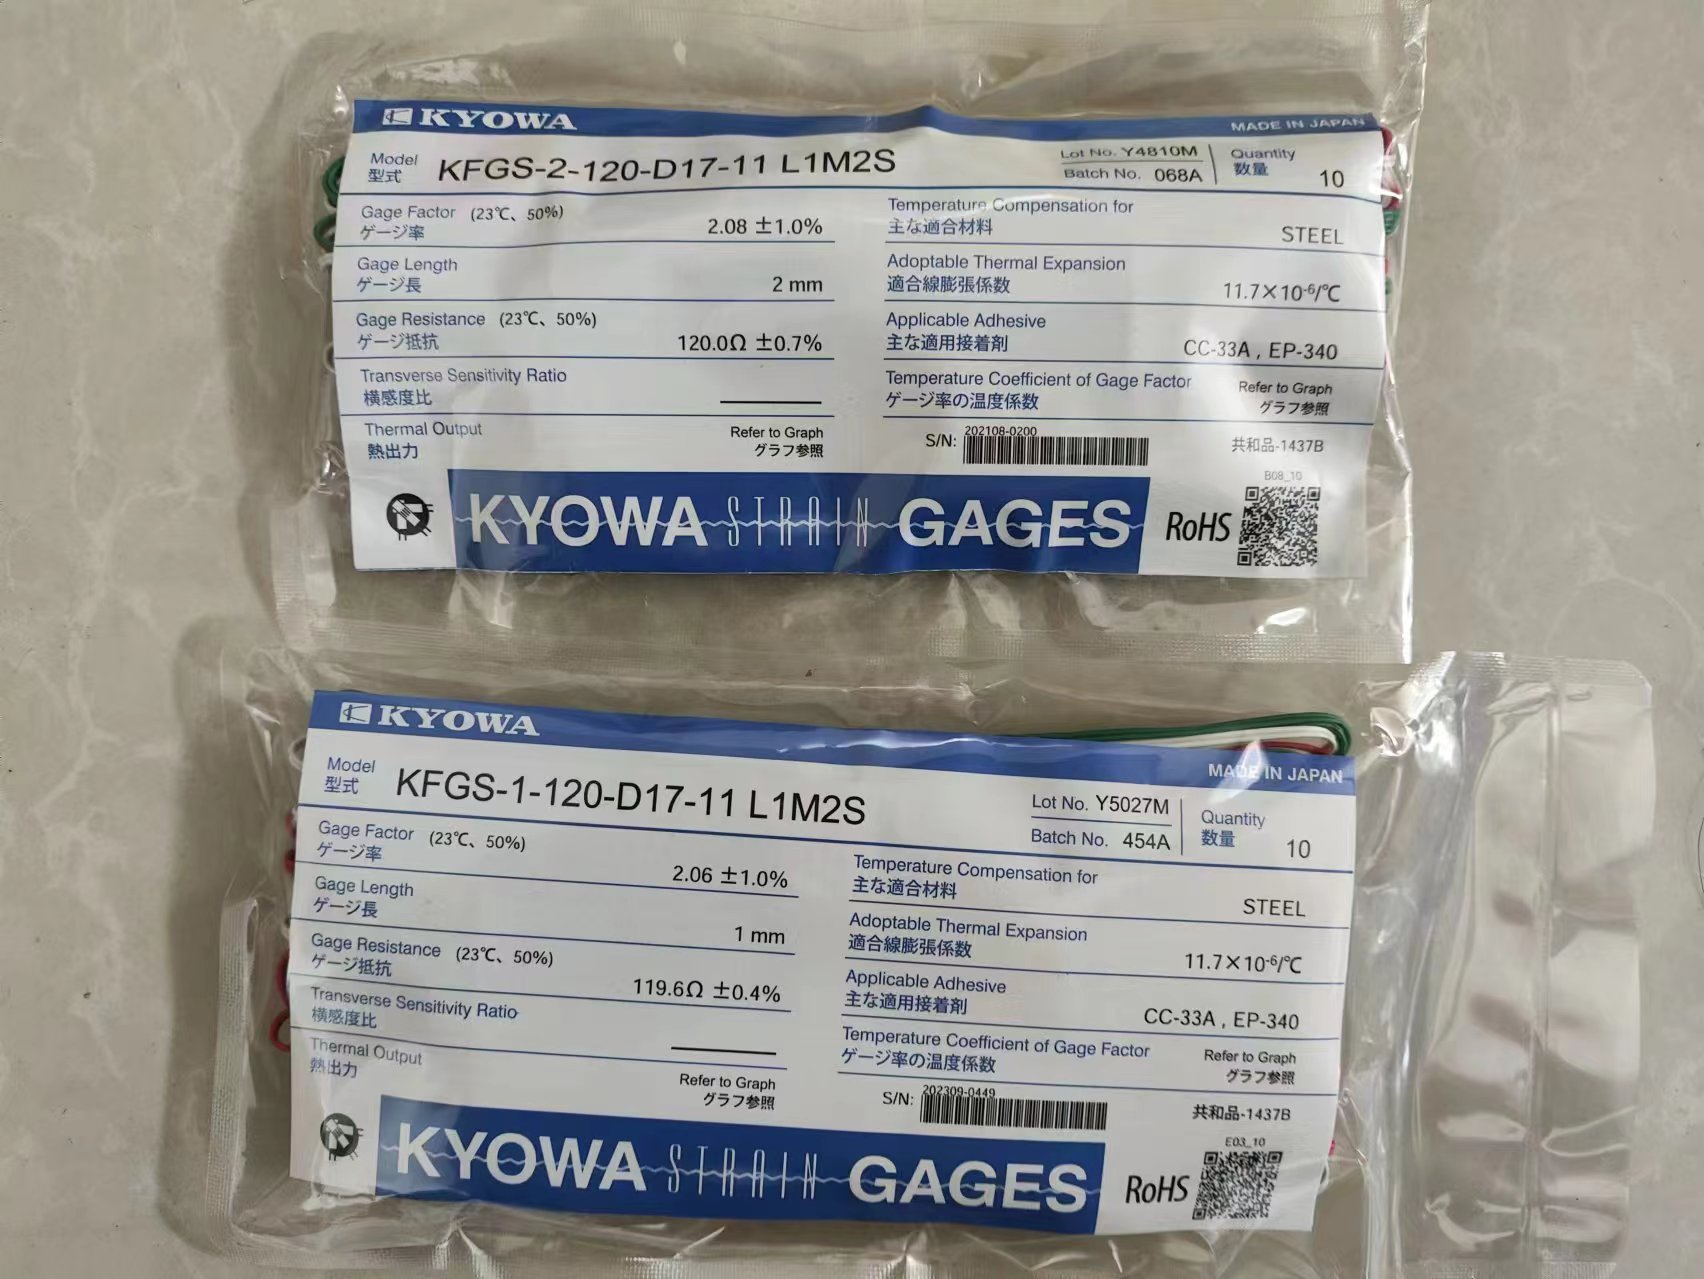 KYOWA
MADE IN JAPAN
Model
型式
KFGS-2-120-D17-11 L1M2S
Lot No. Y4810M
Batch No. 068A
Quantity
数量
10
Gage Factor (23℃、50%)
ゲージ率
2.08 ±1.0%
Gage Length
ゲージ長
2 mm
Gage Resistance (23℃、50%)
ゲージ抵抗
120.0Ω ±0.7%
Transverse Sensitivity Ratio
横感度比
Thermal Output
熱出力
Refer to Graph
グラフ参照
Temperature Compensation for
主な適合材料
STEEL
Adoptable Thermal Expansion
適合線膨張係数
11.7×10⁻⁶/℃
Applicable Adhesive
主な適用接着剤
CC-33A , EP-340
Temperature Coefficient of Gage Factor
ゲージ率の温度係数
Refer to Graph
グラフ参照
S/N:
202108-0200
共和品-1437B
B08_10
KYOWA STRAIN GAGES
RoHS
KYOWA
MADE IN JAPAN
Model
型式
KFGS-1-120-D17-11 L1M2S
Lot No. Y5027M
Batch No. 454A
Quantity
数量
10
Gage Factor (23℃、50%)
ゲージ率
2.06 ±1.0%
Gage Length
ゲージ長
1 mm
Gage Resistance (23℃、50%)
ゲージ抵抗
119.6Ω ±0.4%
Transverse Sensitivity Ratio
横感度比
Thermal Output
熱出力
Refer to Graph
グラフ参照
Temperature Compensation for
主な適合材料
STEEL
Adoptable Thermal Expansion
適合線膨張係数
11.7×10⁻⁶/℃
Applicable Adhesive
主な適用接着剤
CC-33A , EP-340
Temperature Coefficient of Gage Factor
ゲージ率の温度係数
Refer to Graph
グラフ参照
S/N:
202309-0449
共和品-1437B
E03_10
KYOWA STRAIN GAGES
RoHS